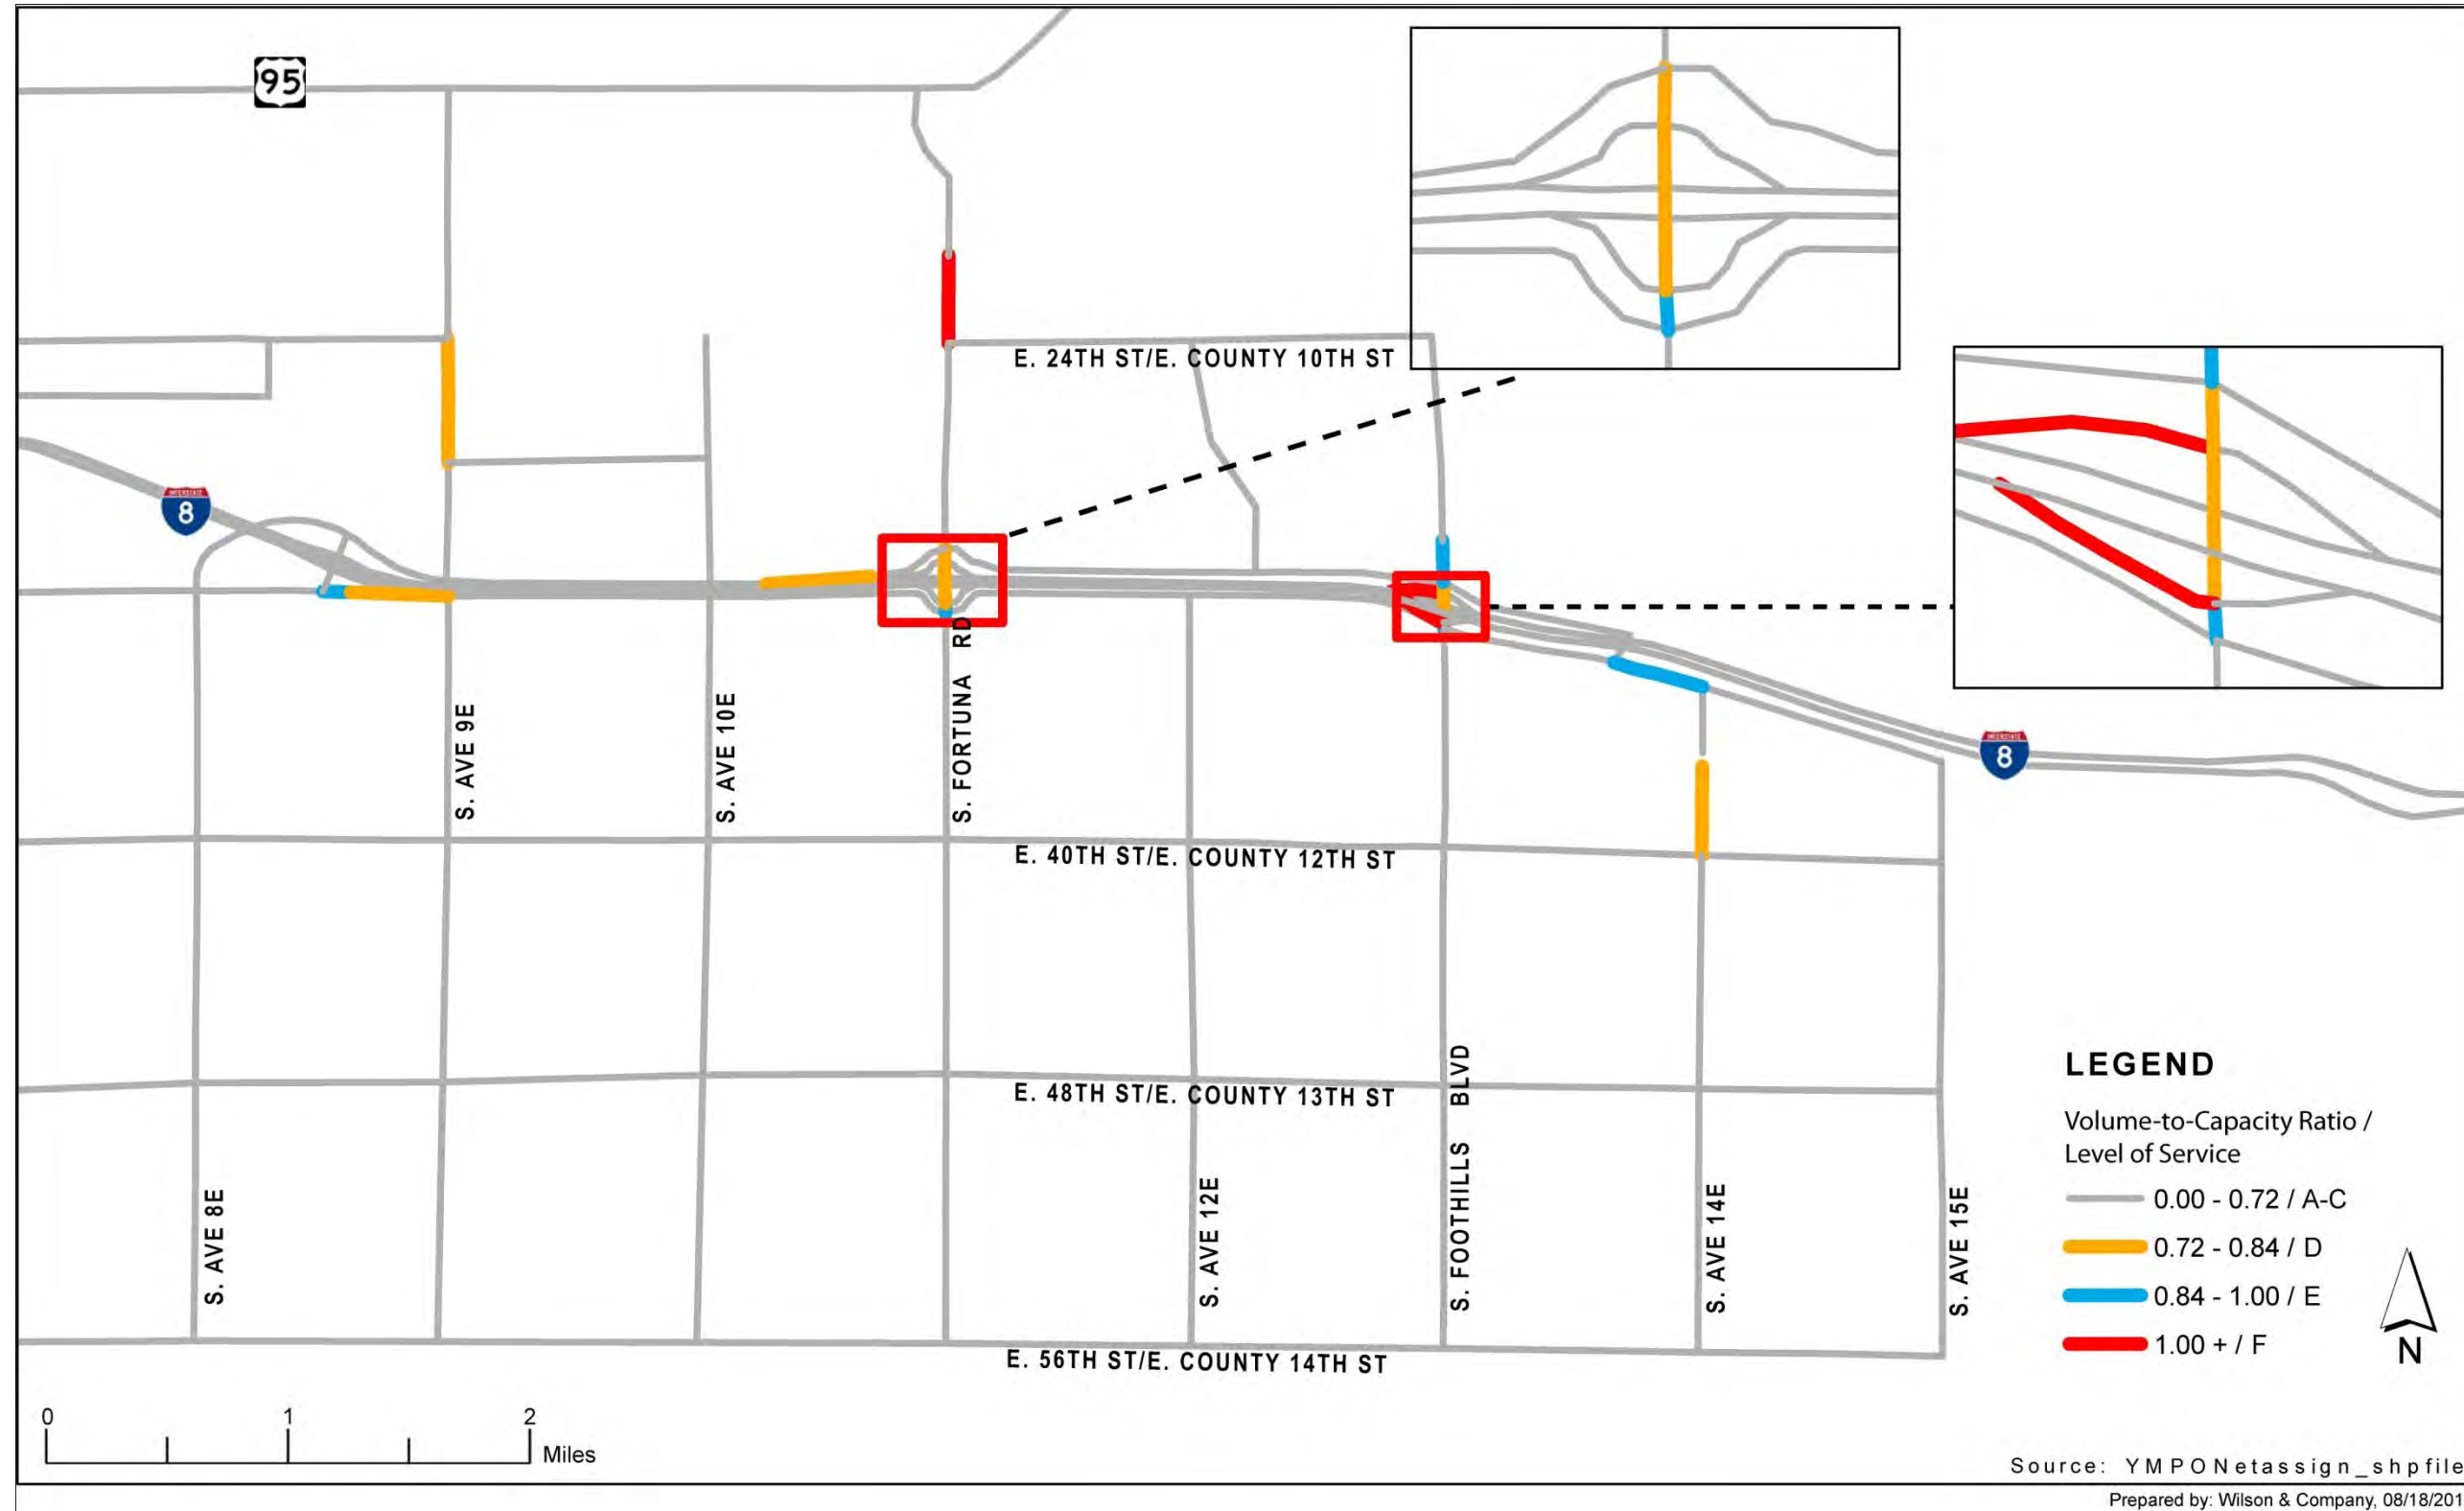 95
E. 24TH ST/E. COUNTY 10TH ST
INTERSTATE
8
S. AVE 9E
S. AVE 10E
S. FORTUNA RD
INTERSTATE
8
E. 40TH ST/E. COUNTY 12TH ST
E. 48TH ST/E. COUNTY 13TH ST
S. AVE 8E
S. AVE 12E
S. FOOTHILLS BLVD
S. AVE 14E
S. AVE 15E
E. 56TH ST/E. COUNTY 14TH ST
LEGEND
Volume-to-Capacity Ratio /
Level of Service
0.00 - 0.72 / A-C
0.72 - 0.84 / D
0.84 - 1.00 / E
1.00 + / F
N
0 1 2
Miles
Source: YMPONetassign_shpfile
Prepared by: Wilson & Company, 08/18/201